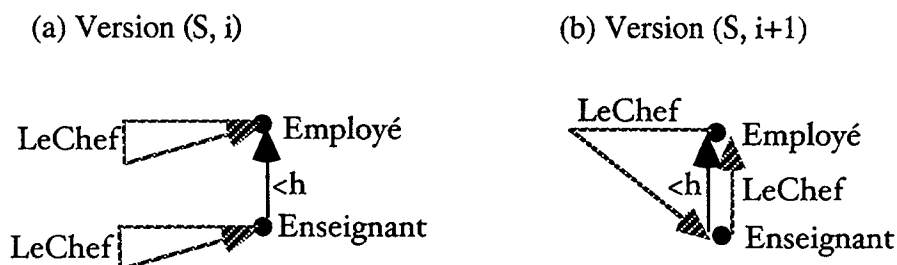 (a) Version (S, i)
LeChef
Employé
<h
LeChef
Enseignant
(b) Version (S, i+1)
LeChef
Employé
<h
LeChef
Enseignant